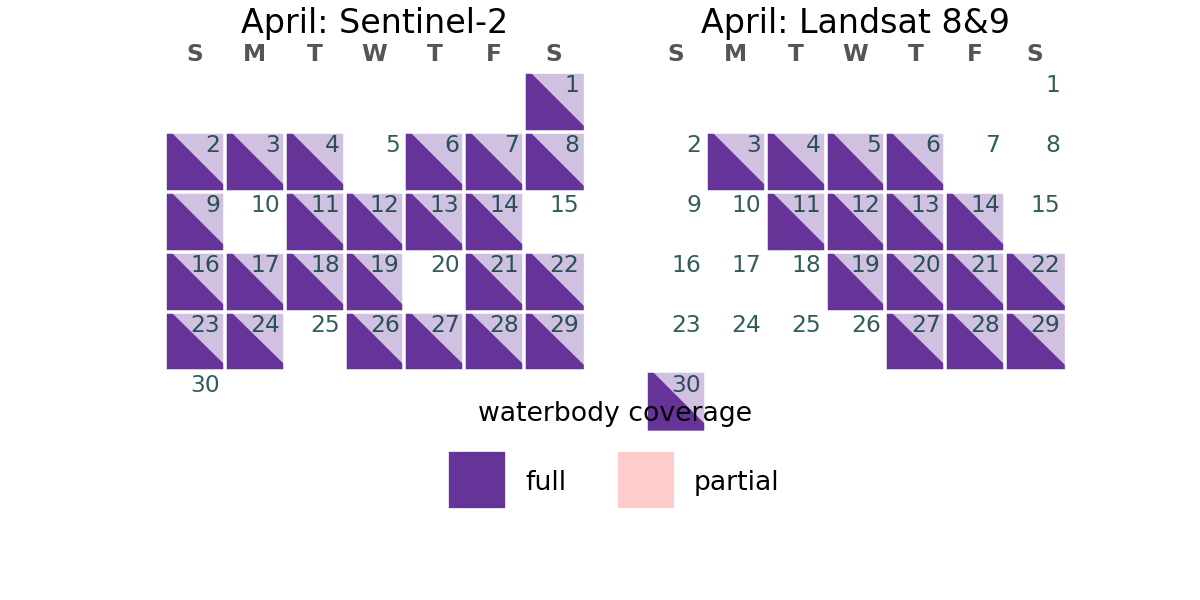 April: Sentinel-2
S M T W T F S
1
2 3 4 5 6 7 8
9 10 11 12 13 14 15
16 17 18 19 20 21 22
23 24 25 26 27 28 29
30
April: Landsat 8&9
S M T W T F S
1
2 3 4 5 6 7 8
9 10 11 12 13 14 15
16 17 18 19 20 21 22
23 24 25 26 27 28 29
30
waterbody coverage
full
partial